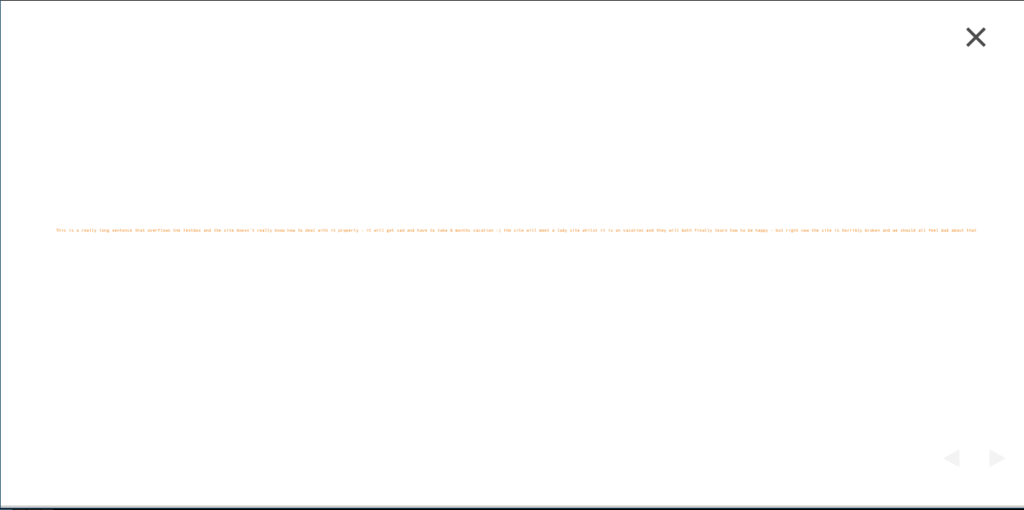 This is a really long sentence that overflows the textbox and the site doesn't really know how to deal with it properly - it will get sad and have to take 6 months vacation :( the site will meet a lady site whilst it is on vacation and they will both finally learn how to be happy - but right now the site is horribly broken and we should all feel bad about that